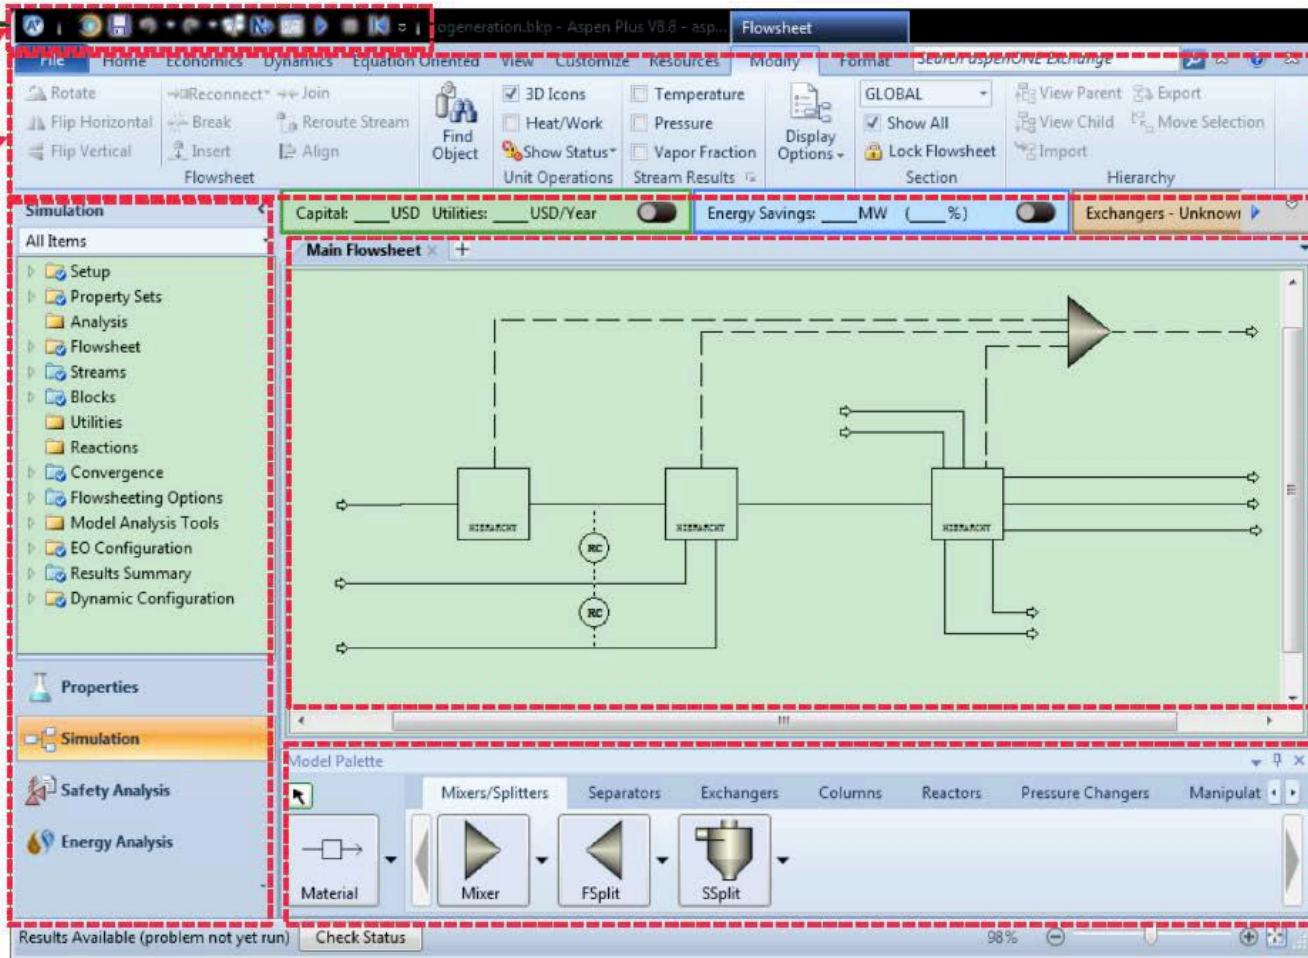 ogeneration.bkp - Aspen Plus V8.8 - asp... Flowsheet
File Home Economics Dynamics Equation Oriented View Customize Resources Modify Format Search aspenONE Exchange
Rotate Reconnect Join 3D Icons Temperature GLOBAL View Parent Export
Flip Horizontal Break Reroute Stream Find Object Heat/Work Pressure Display Options Show All View Child Move Selection
Flip Vertical Insert Align Show Status Vapor Fraction Lock Flowsheet Import
Flowsheet Unit Operations Stream Results Section Hierarchy
Simulation
Capital: ____USD Utilities: ____USD/Year Energy Savings: ____MW (____%) Exchangers - Unknow
All Items
Main Flowsheet
Setup
Property Sets
Analysis
Flowsheet
Streams
Blocks
Utilities
Reactions
Convergence
Flowsheeting Options
Model Analysis Tools
EO Configuration
Results Summary
Dynamic Configuration
HIERARCHY HIERARCHY HIERARCHY
RC
RC
Properties
Simulation
Safety Analysis
Energy Analysis
Model Palette
Mixers/Splitters Separators Exchangers Columns Reactors Pressure Changers Manipulat
Material Mixer FSplit SSplit
Results Available (problem not yet run) Check Status 98%